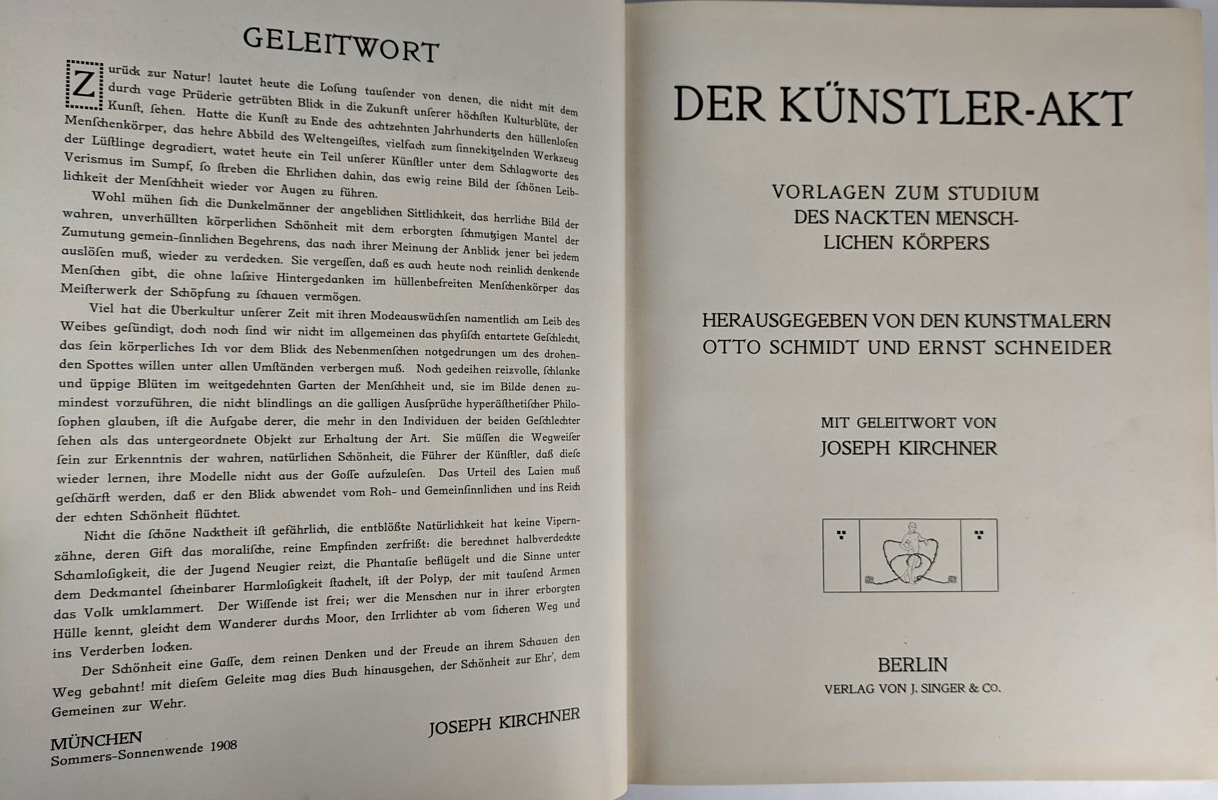 GELEITWORT
Zurück zur Natur! lautet heute die Loſung tauſender von denen, die nicht mit dem
durch vage Prüderie getrübten Blick in die Zukunft unſerer höchſten Kulturblüte, der
Kunſt, ſehen. Hatte die Kunſt zu Ende des achtzehnten Jahrhunderts den hüllenloſen
Menſchenkörper, das hehre Abbild des Weltengeiſtes, vielfach zum ſinnekitzelnden Werkzeug
der Lüſtlinge degradiert, watet heute ein Teil unſerer Künſtler unter dem Schlagworte des
Verismus im Sumpf, ſo ſtreben die Ehrlichen dahin, das ewig reine Bild der ſchönen Leib-
lichkeit der Menſchheit wieder vor Augen zu führen.
Wohl mühen ſich die Dunkelmänner der angeblichen Sittlichkeit, das herrliche Bild der
wahren, unverhüllten körperlichen Schönheit mit dem erborgten ſchmutzigen Mantel der
Zumutung gemein-ſinnlichen Begehrens, das nach ihrer Meinung der Anblick jener bei jedem
auslöſen muß, wieder zu verdecken. Sie vergeſſen, daß es auch heute noch reinlich denkende
Menſchen gibt, die ohne laſzive Hintergedanken im hüllenbefreiten Menſchenkörper das
Meiſterwerk der Schöpfung zu ſchauen vermögen.
Viel hat die Überkultur unſerer Zeit mit ihren Modeauswüchſen namentlich am Leib des
Weibes geſündigt, doch noch ſind wir nicht im allgemeinen das phyſiſch entartete Geſchlecht,
das ſein körperliches Ich vor dem Blick des Nebenmenſchen notgedrungen um des drohen-
den Spottes willen unter allen Umſtänden verbergen muß. Noch gedeihen reizvolle, ſchlanke
und üppige Blüten im weitgedehnten Garten der Menſchheit und, sie im Bilde denen zu-
mindest vorzuführen, die nicht blindlings an die galligen Ausſprüche hyperäſthetiſcher Philo-
ſophen glauben, iſt die Aufgabe derer, die mehr in den Individuen der beiden Geſchlechter
ſehen als das untergeordnete Objekt zur Erhaltung der Art. Sie müſſen die Wegweiſer
ſein zur Erkenntnis der wahren, natürlichen Schönheit, die Führer der Künſtler, daß dieſe
wieder lernen, ihre Modelle nicht aus der Goſſe aufzuleſen. Das Urteil des Laien muß
geſchärft werden, daß er den Blick abwendet vom Roh- und Gemeinſinnlichen und ins Reich
der echten Schönheit flüchtet.
Nicht die ſchöne Nacktheit iſt gefährlich, die entblößte Natürlichkeit hat keine Vipern-
zähne, deren Gift das moraliſche, reine Empfinden zerfrißt: die berechnet halbverdeckte
Schamloſigkeit, die der Jugend Neugier reizt, die Phantaſie beflügelt und die Sinne unter
dem Deckmantel ſcheinbarer Harmloſigkeit ſtachelt, iſt der Polyp, der mit tauſend Armen
das Volk umklammert. Der Wiſſende iſt frei; wer die Menschen nur in ihrer erborgten
Hülle kennt, gleicht dem Wanderer durchs Moor, den Irrlichter ab vom ſicheren Weg und
ins Verderben locken.
Der Schönheit eine Gaſſe, dem reinen Denken und der Freude an ihrem Schauen den
Weg gebahnt! mit dieſem Geleite mag dies Buch hinausgehen, der Schönheit zur Ehr', dem
Gemeinen zur Wehr.
JOSEPH KIRCHNER
MÜNCHEN
Sommers-Sonnenwende 1908
DER KÜNSTLER-AKT
VORLAGEN ZUM STUDIUM
DES NACKTEN MENSCH-
LICHEN KÖRPERS
HERAUSGEGEBEN VON DEN KUNSTMALERN
OTTO SCHMIDT UND ERNST SCHNEIDER
MIT GELEITWORT VON
JOSEPH KIRCHNER
BERLIN
VERLAG VON J. SINGER & CO.